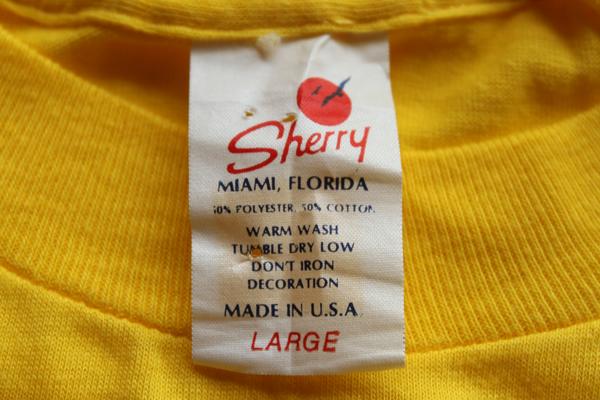 Sherry
MIAMI, FLORIDA
50% POLYESTER, 50% COTTON
WARM WASH
TUMBLE DRY LOW
DON'T IRON
DECORATION
MADE IN U.S.A.
LARGE